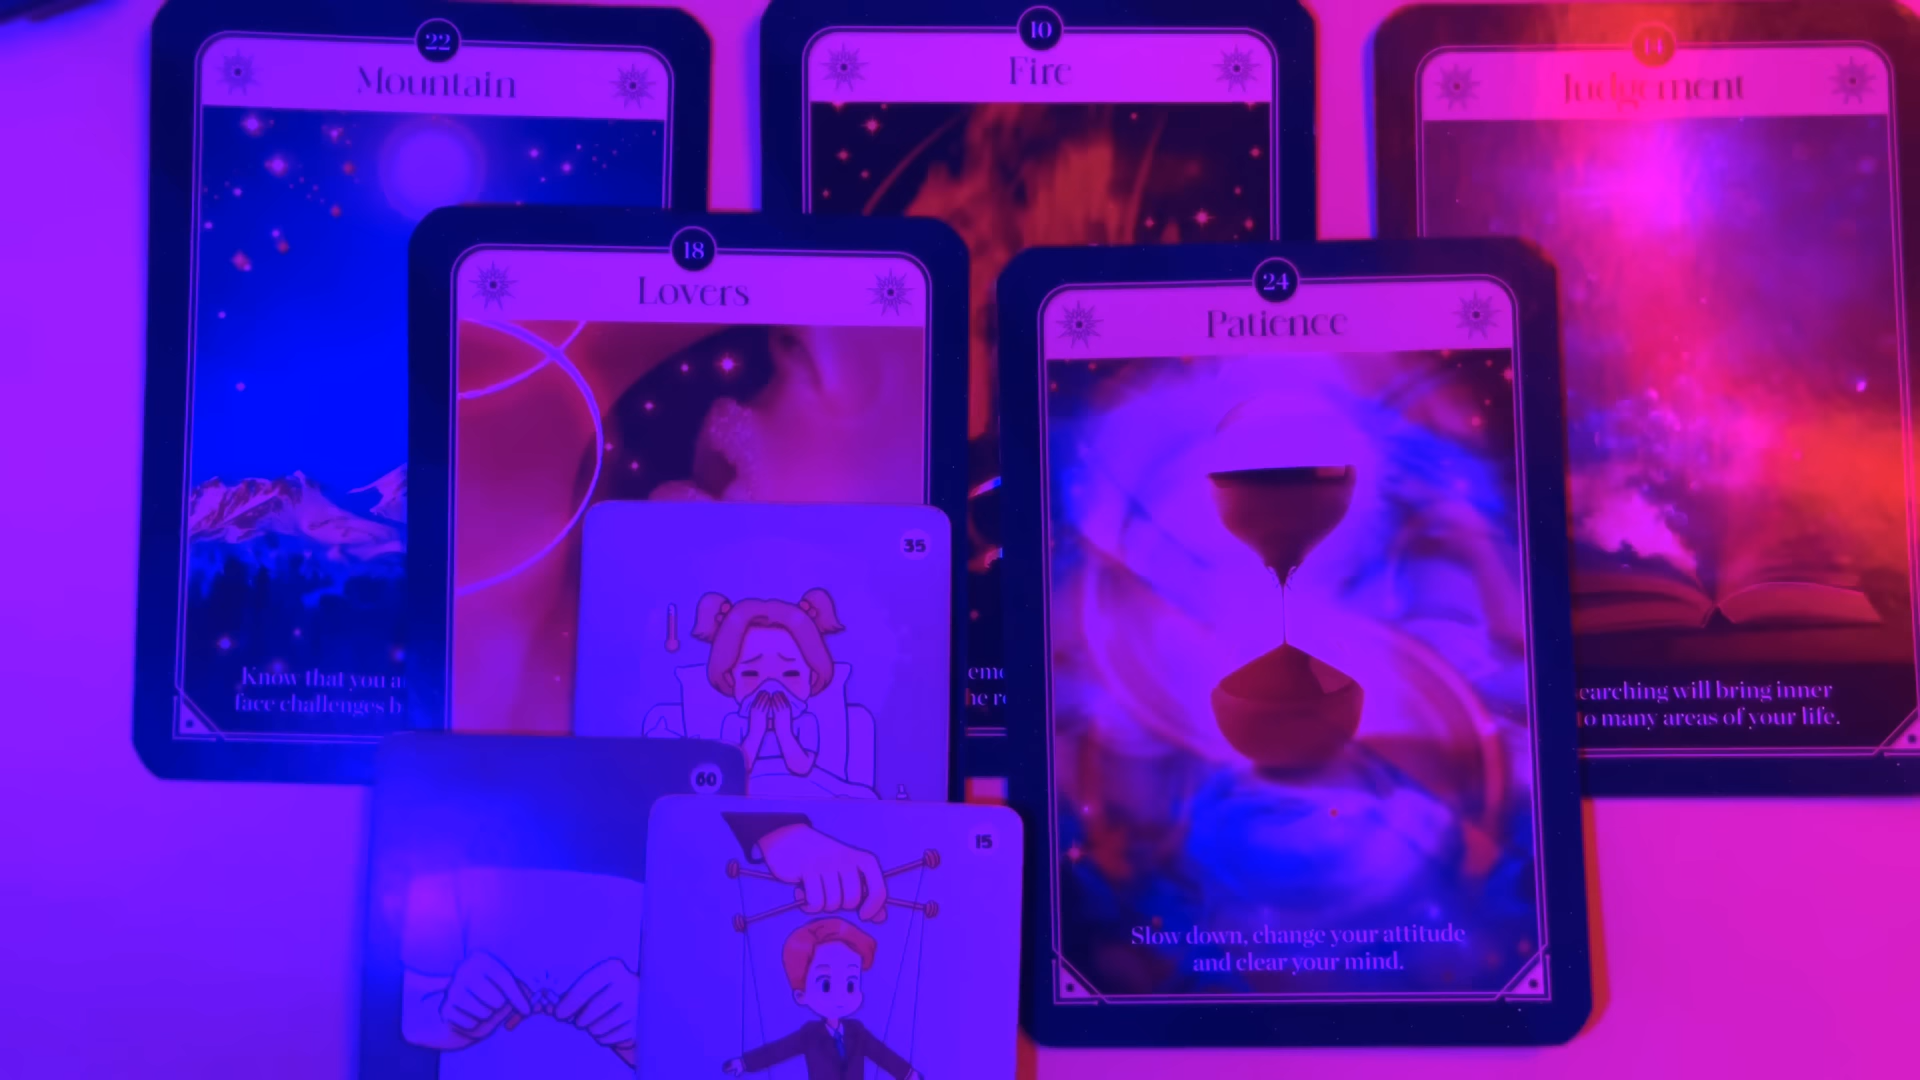 22
Mountain
Know that you a
face challenges b
10
Fire
14
Judgement
earching will bring inner
o many areas of your life.
18
Lovers
24
Patience
Slow down, change your attitude
and clear your mind.
35
60
15